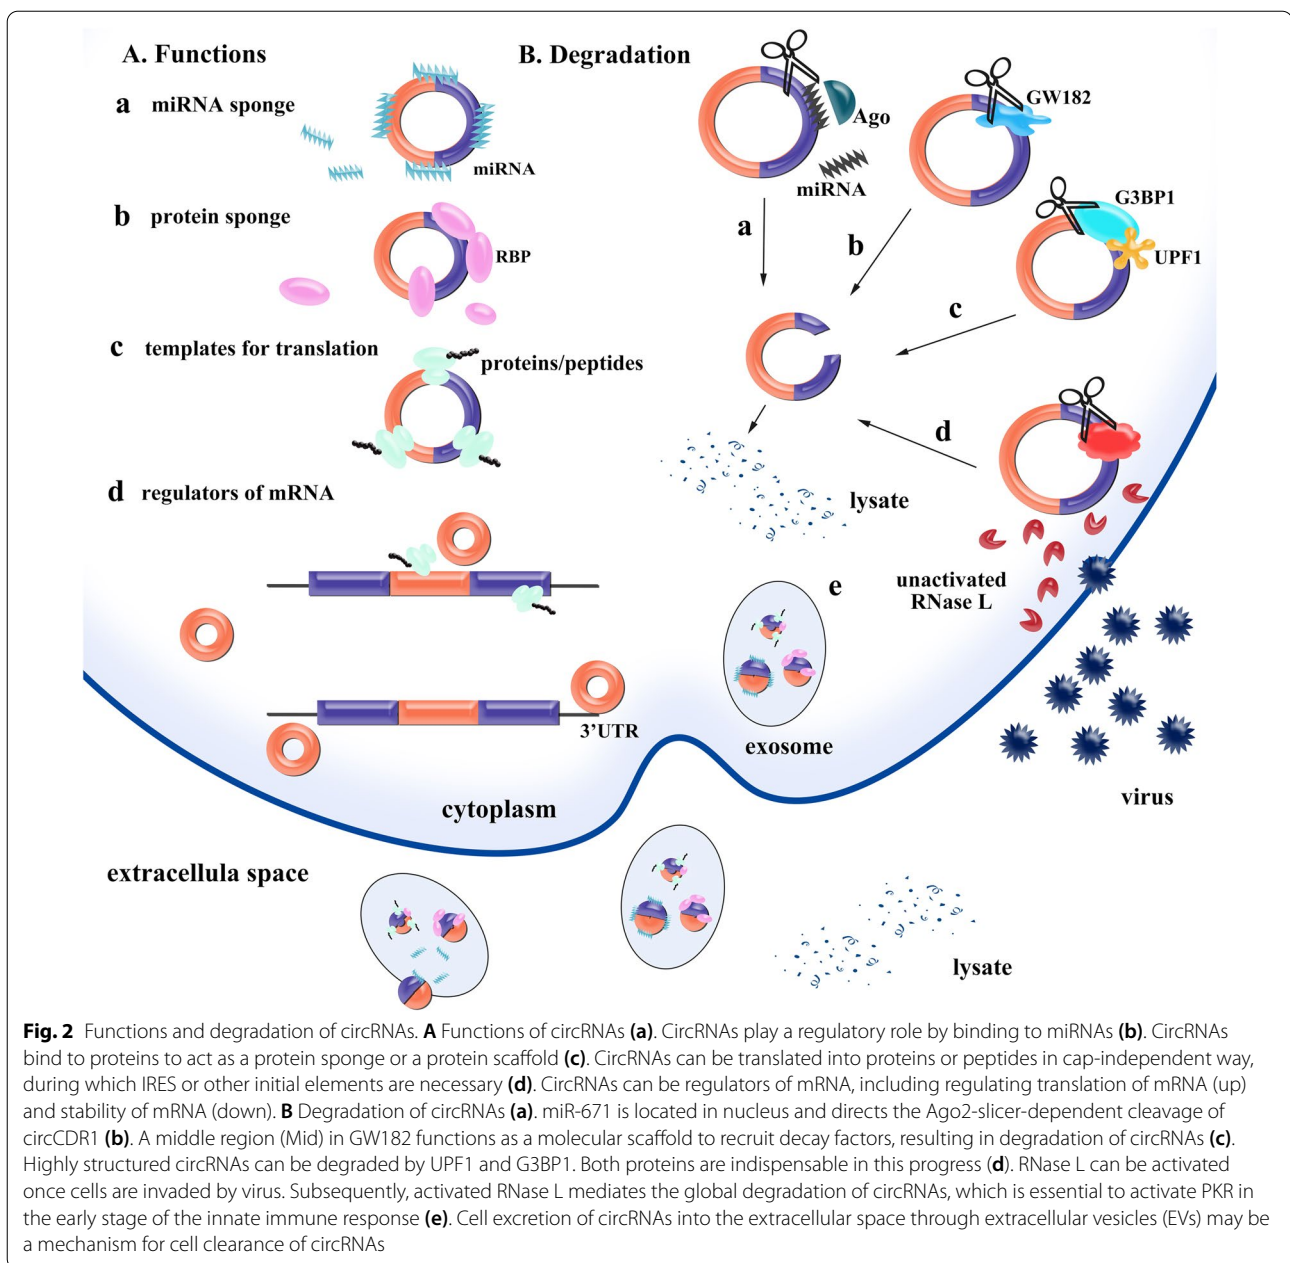 A. Functions
a miRNA sponge
miRNA
b protein sponge
RBP
c templates for translation
proteins/peptides
d regulators of mRNA
3’UTR
B. Degradation
Ago
miRNA
GW182
G3BP1
UPF1
a
b
c
d
lysate
unactivated
RNase L
e
exosome
virus
cytoplasm
extracellula space
lysate
Fig. 2 Functions and degradation of circRNAs. A Functions of circRNAs (a). CircRNAs play a regulatory role by binding to miRNAs (b). CircRNAs
bind to proteins to act as a protein sponge or a protein scaffold (c). CircRNAs can be translated into proteins or peptides in cap-independent way,
during which IRES or other initial elements are necessary (d). CircRNAs can be regulators of mRNA, including regulating translation of mRNA (up)
and stability of mRNA (down). B Degradation of circRNAs (a). miR-671 is located in nucleus and directs the Ago2-slicer-dependent cleavage of
circCDR1 (b). A middle region (Mid) in GW182 functions as a molecular scaffold to recruit decay factors, resulting in degradation of circRNAs (c).
Highly structured circRNAs can be degraded by UPF1 and G3BP1. Both proteins are indispensable in this progress (d). RNase L can be activated
once cells are invaded by virus. Subsequently, activated RNase L mediates the global degradation of circRNAs, which is essential to activate PKR in
the early stage of the innate immune response (e). Cell excretion of circRNAs into the extracellular space through extracellular vesicles (EVs) may be
a mechanism for cell clearance of circRNAs